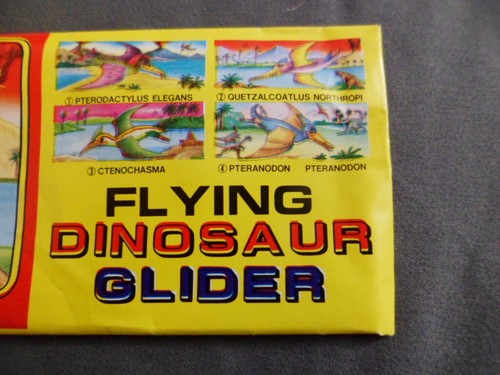 ① PTERODACTYLUS ELEGANS ② QUETZALCOATLUS NORTHROPI
③ CTENOCHASMA ④ PTERANODON PTERANODON
FLYING
DINOSAUR
GLIDER